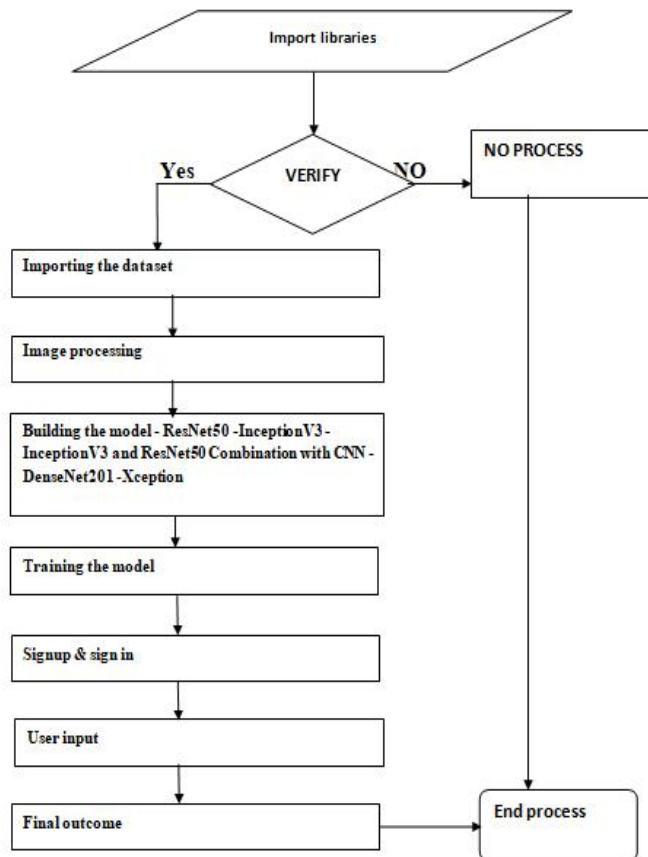 Import libraries
VERIFY
Yes
NO
NO PROCESS
Importing the dataset
Image processing
Building the model - ResNet50 -InceptionV3 -
InceptionV3 and ResNet50 Combination with CNN -
DenseNet201 -Xception
Training the model
Signup & sign in
User input
Final outcome
End process